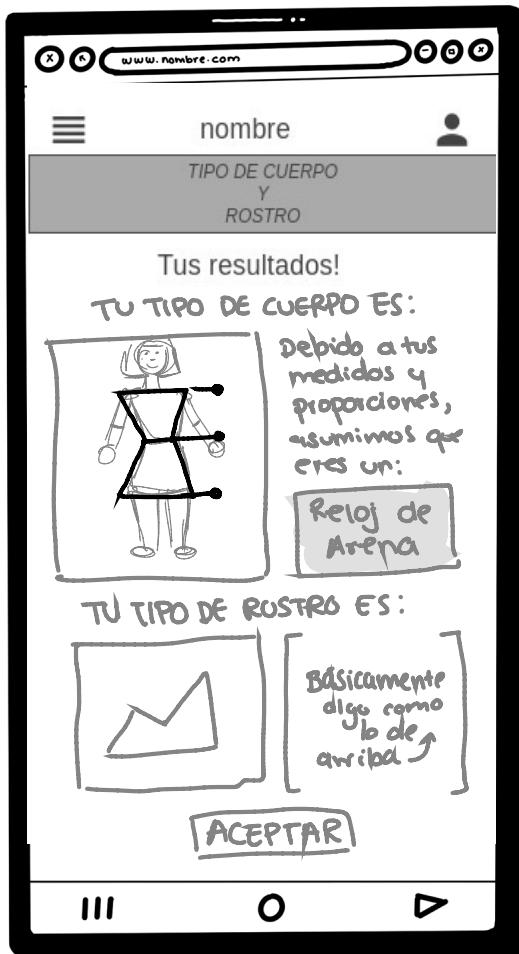 www.nombre.com
nombre
TIPO DE CUERPO
Y
ROSTRO
Tus resultados!
TU TIPO DE CUERPO ES:
Debido a tus
medidas y
proporciones,
asumimos que
eres un:
Reloj de
Arena
TU TIPO DE ROSTRO ES:
Básicamente
algo como
lo de
arriba
ACEPTAR